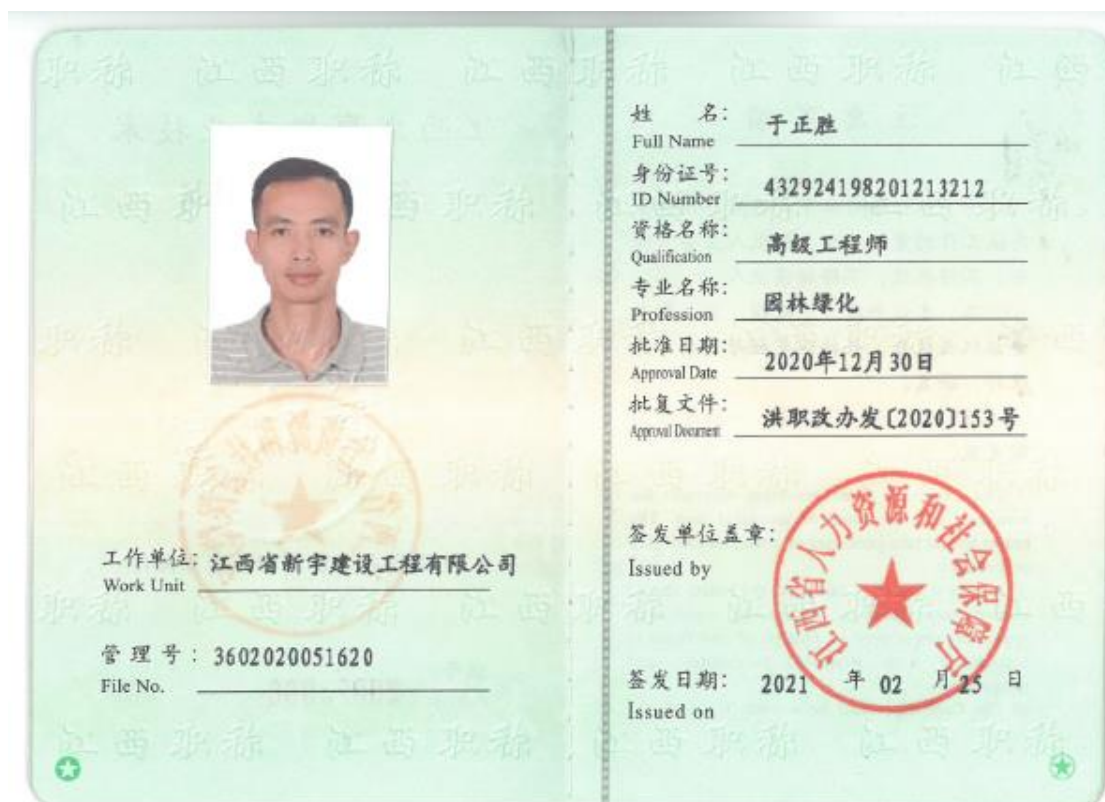 工作单位: 江西省新宇建设工程有限公司
Work Unit
管 理 号: 3602020051620
File No.
姓 名: 于正胜
Full Name
身份证号: 432924198201213212
ID Number
资格名称: 高级工程师
Qualification
专业名称: 园林绿化
Profession
批准日期: 2020年12月30日
Approval Date
批复文件: 洪职改办发〔2020〕153号
Approval Document
签发单位盖章:
Issued by
江西省人力资源和社会保障厅
签发日期: 2021 年 02 月 25 日
Issued on
江西职称